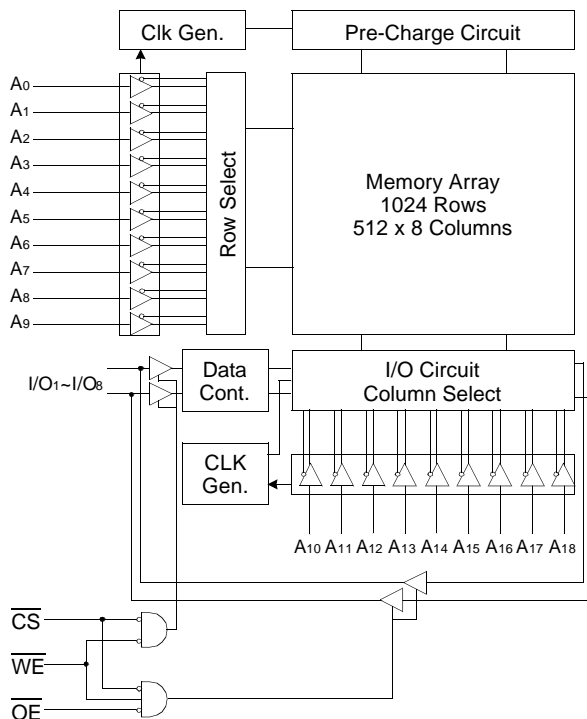 Clk Gen.
Pre-Charge Circuit
A0
A1
A2
A3
A4
A5
A6
A7
A8
A9
Row Select
Memory Array
1024 Rows
512 x 8 Columns
I/O1~I/O8
Data
Cont.
I/O Circuit
Column Select
CLK
Gen.
A10 A11 A12 A13 A14 A15 A16 A17 A18
CS
WE
OE